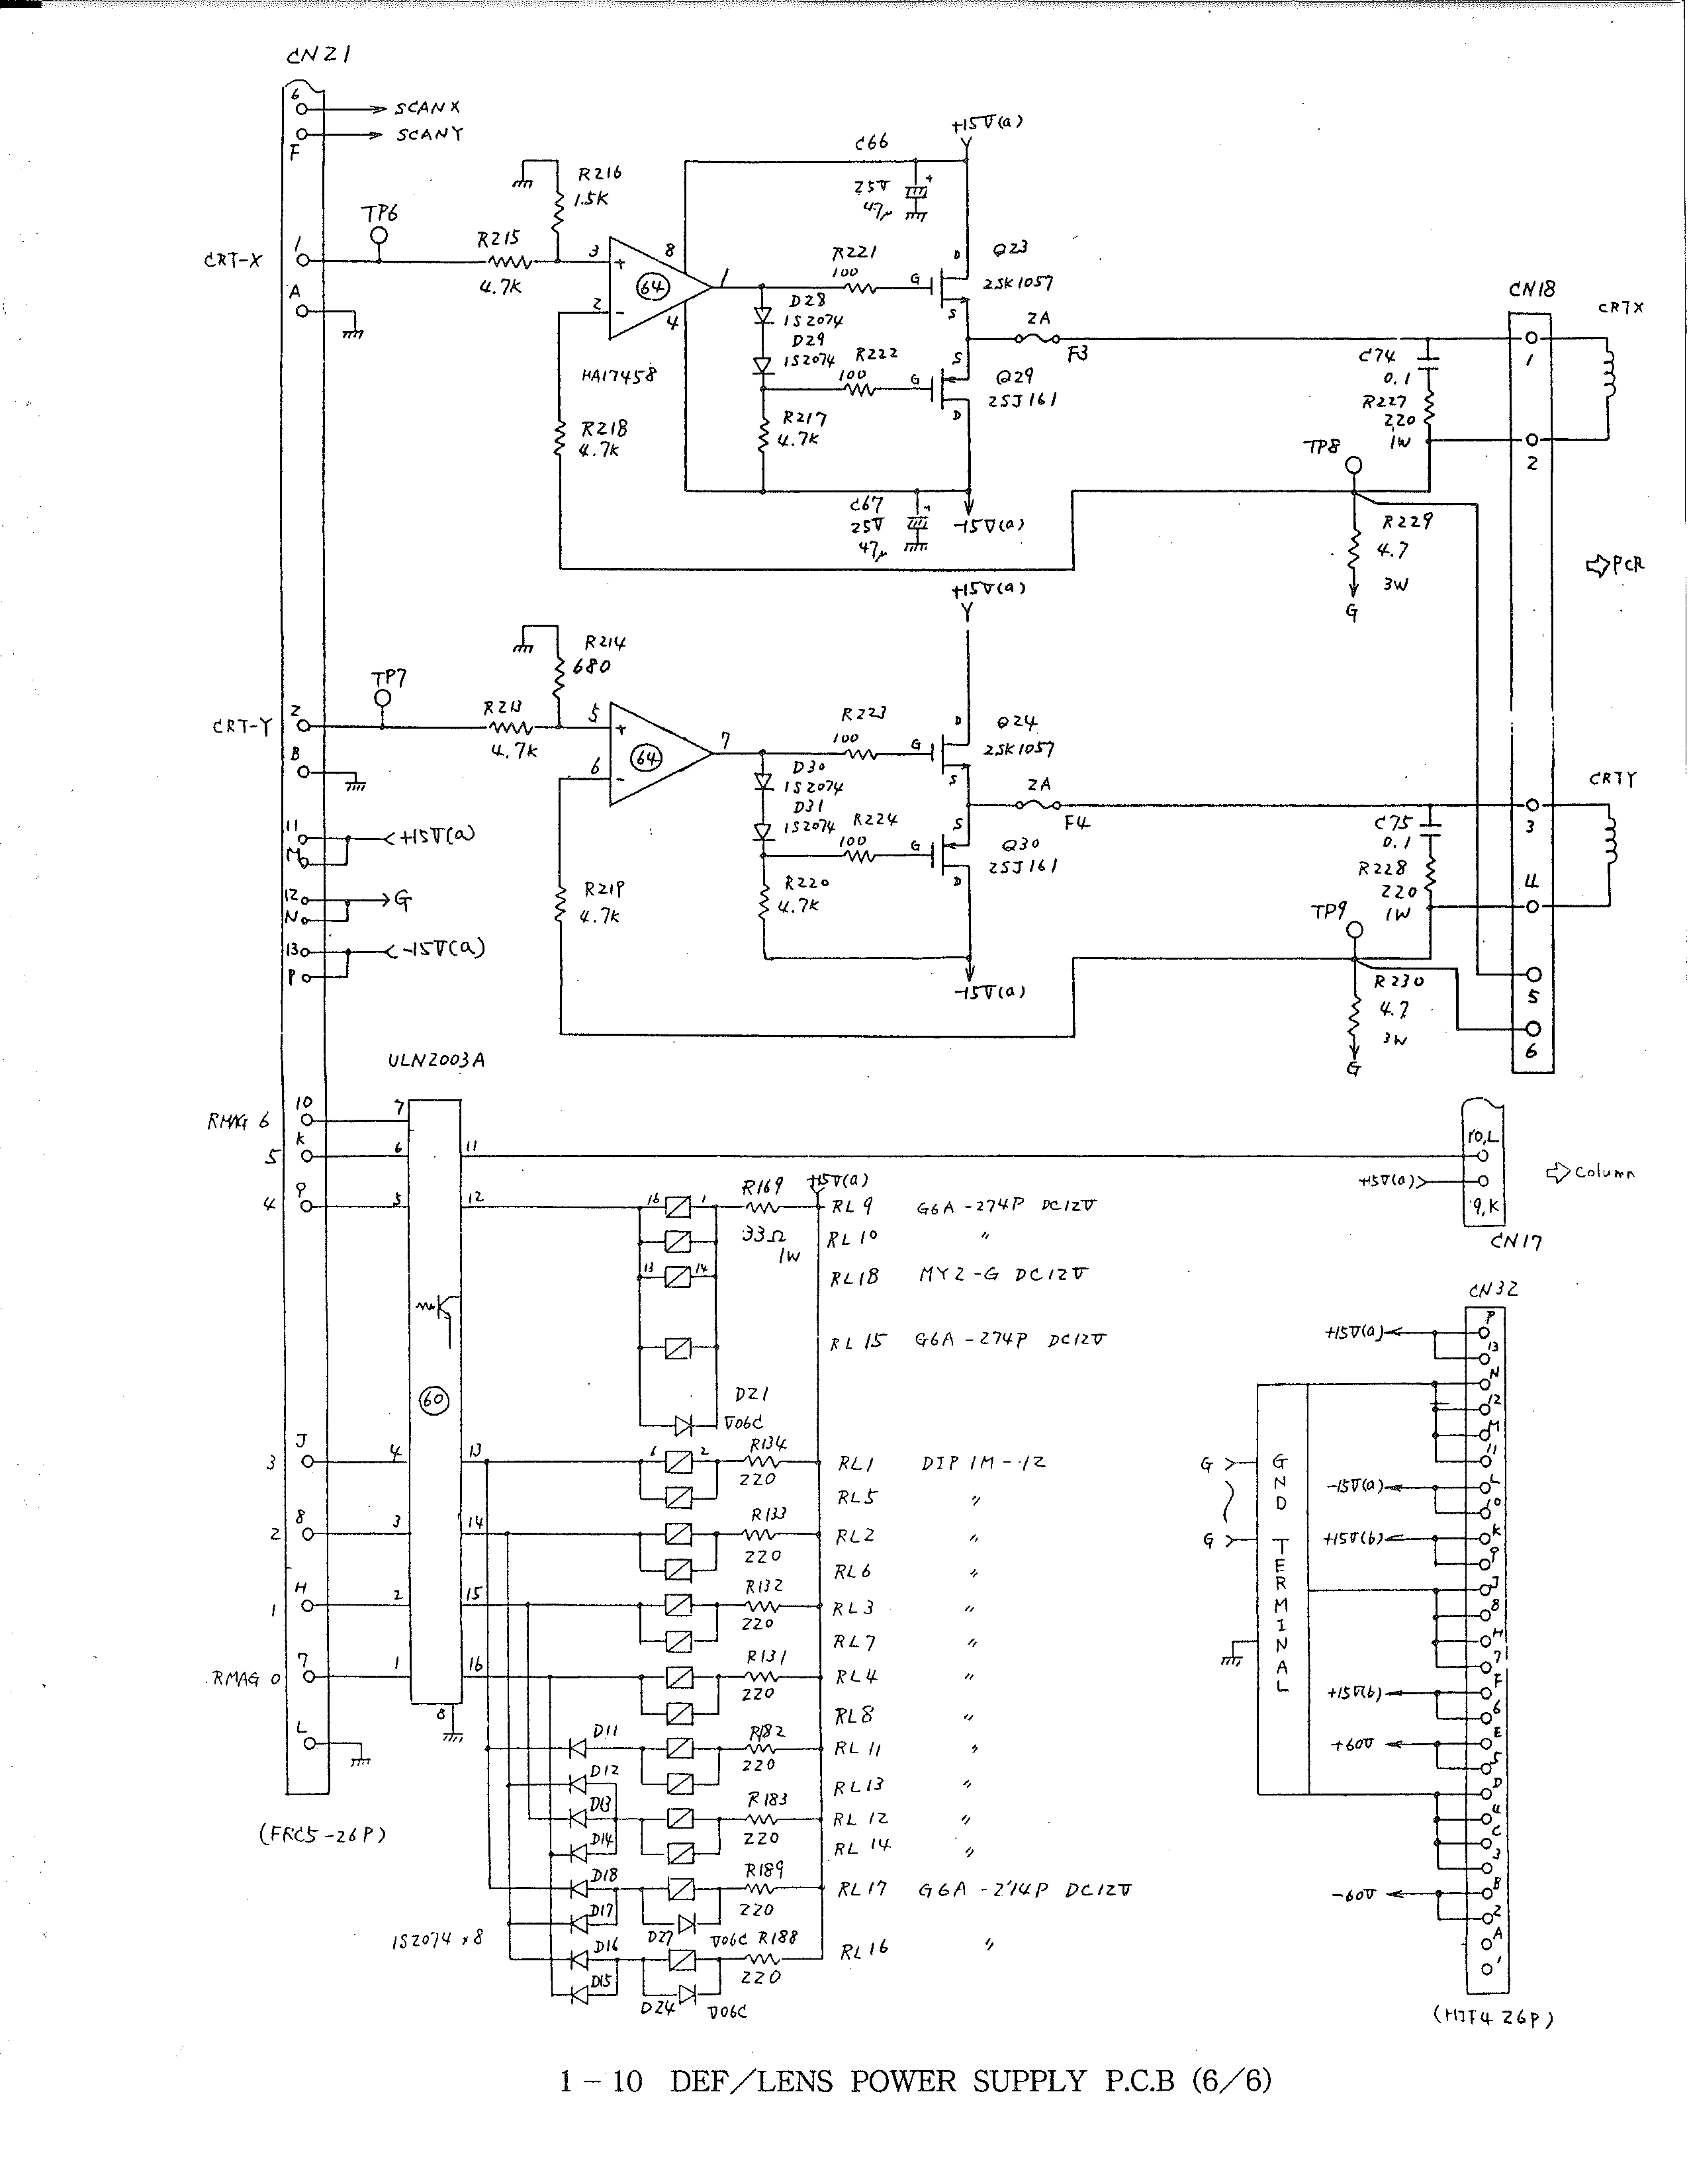 CN21
6
SCANX
SCANY
F
CRT-X
1
TP6
A
R215
4.7K
R216
1.5K
3
+
2
-
8
4
64
1
HA17458
R218
4.7K
D28
1S2074
D29
1S2074
R217
4.7K
R221
100
R222
100
C66
25V
47μ
+
+15V(a)
D
G
S
Q23
2SK1057
S
G
D
Q29
2SJ161
C67
25V
47μ
+
-15V(a)
2A
F3
C74
0.1
R227
220
1W
TP8
R229
4.7
3W
G
CN18
CRTX
1
2
⇨PCR
CRT-Y
2
TP7
B
R213
4.7K
R214
680
5
+
6
-
64
7
R219
4.7K
D30
1S2074
D31
1S2074
R220
4.7K
R223
100
R224
100
+15V(a)
D
G
S
Q24
2SK1057
S
G
D
Q30
2SJ161
-15V(a)
2A
F4
C75
0.1
R228
220
1W
TP9
R230
4.7
3W
G
CRTY
3
4
5
6
11
M
+15V(a)
12
N
G
13
P
-15V(a)
ULN2003A
RMAG 6
10
7
5
K
6
11
4
9
5
12
60
3
J
4
13
2
8
3
14
1
H
2
15
RMAG 0
7
1
16
L
8
(FRC5-26P)
10,L
+15V(a)
9,K
CN17
⇨Column
16
1
R169
33Ω
1W
+15V(a)
RL9 G6A-274P DC12V
RL10 〃
13
14
RL18 MY2-G DC12V
RL15 G6A-274P DC12V
D21
V06C
6
2
R134
220
RL1 DIP1M-12
RL5 〃
R133
220
RL2 〃
RL6 〃
R132
220
RL3 〃
RL7 〃
R131
220
RL4 〃
RL8 〃
D11
R182
220
RL11 〃
D12
RL13 〃
D13
R183
220
RL12 〃
D14
RL14 〃
D18
R189
220
RL17 G6A-274P DC12V
D17
D27
V06C
D16
R188
220
RL16 〃
D15
D24
V06C
1S2074×8
CN32
+15V(a)
P
13
N
12
M
11
G
G
GND TERMINAL
-15V(a)
L
10
+15V(b)
K
9
J
8
H
7
+15V(b)
F
6
+60V
E
5
D
4
C
3
-60V
B
2
A
1
(HIF4 26P)
1-10 DEF/LENS POWER SUPPLY P.C.B (6/6)